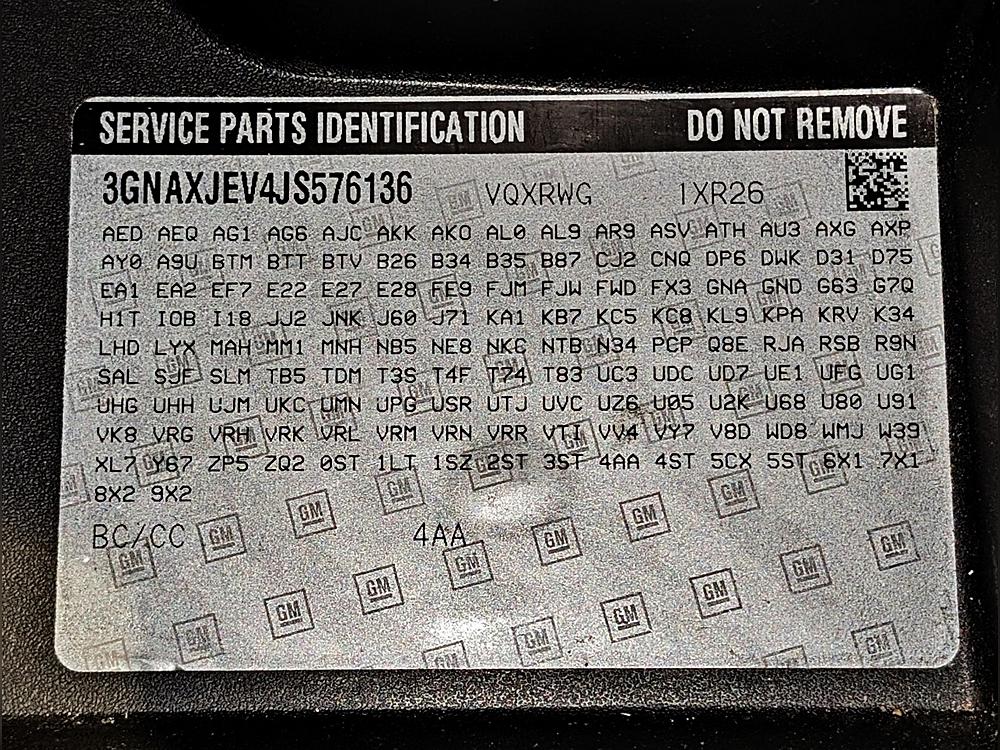 SERVICE PARTS IDENTIFICATION DO NOT REMOVE
3GNAXJEV4JS576136 VQXRWG 1XR26
AED AEQ AG1 AG6 AJC AKK AKO AL0 AL9 AR9 ASV ATH AU3 AXG AXP
AY0 A9U BTM BTT BTV B26 B34 B35 B87 CJ2 CNQ DP6 DWK D31 D75
EA1 EA2 EF7 E22 E27 E28 FE9 FJM FJW FWD FX3 GNA GND G63 G7Q
H1T IOB I18 JJ2 JNK J60 J71 KA1 KB7 KC5 KC8 KL9 KPA KRV K34
LHD LYX MAH MM1 MNH NB5 NE8 NKC NTB N34 PCP Q8E RJA RSB R9N
SAL SJF SLM TB5 TDM T3S T4F T74 T83 UC3 UDC UD7 UE1 UFG UG1
UHG UHH UJM UKC UMN UPG USR UTJ UVC UZ6 U05 U2K U68 U80 U91
VK8 VRG VRH VRK VRL VRM VRN VRR VTI VV4 VY7 V8D WD8 WMJ W39
XL7 Y67 ZP5 ZQ2 0ST 1LT 1SZ 2ST 3ST 4AA 4ST 5CX 5ST 6X1 7X1
8X2 9X2
BC/CC 4AA